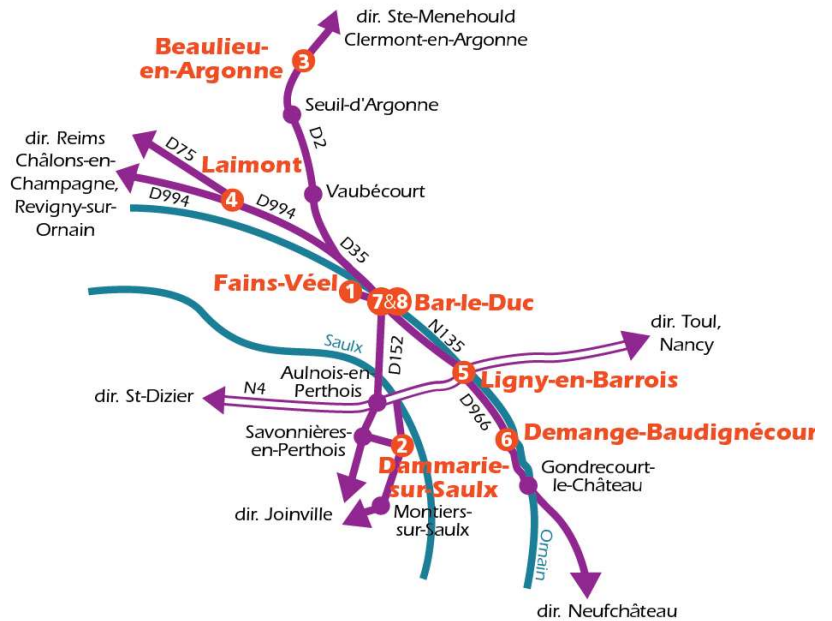 dir. Ste-Menehould
Clermont-en-Argonne
Beaulieu-
en-Argonne
3
Seuil-d'Argonne
D2
dir. Reims
Châlons-en-
Champagne,
Revigny-sur-
Ornain
D75
Laimont
D994
4
D994
Vaubécourt
D35
Fains-Véel
1
7&8
Bar-le-Duc
N135
dir. Toul,
Nancy
Saulx
D152
Aulnois-en
Perthois
5
Ligny-en-Barrois
dir. St-Dizier
N4
D966
Savonnières-
en-Perthois
2
Dammarie-
sur-Saulx
6
Demange-Baudignécourt
Gondrecourt-
le-Château
dir. Joinville
Montiers-
sur-Saulx
Ornain
dir. Neufchâteau